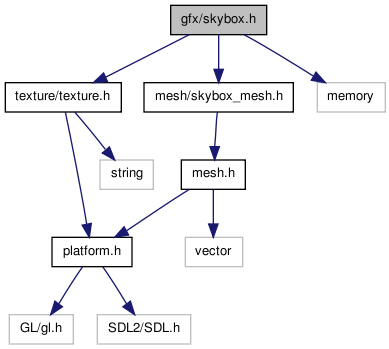 gfx/skybox.h
texture/texture.h
mesh/skybox_mesh.h
memory
string
mesh.h
platform.h
vector
GL/gl.h
SDL2/SDL.h